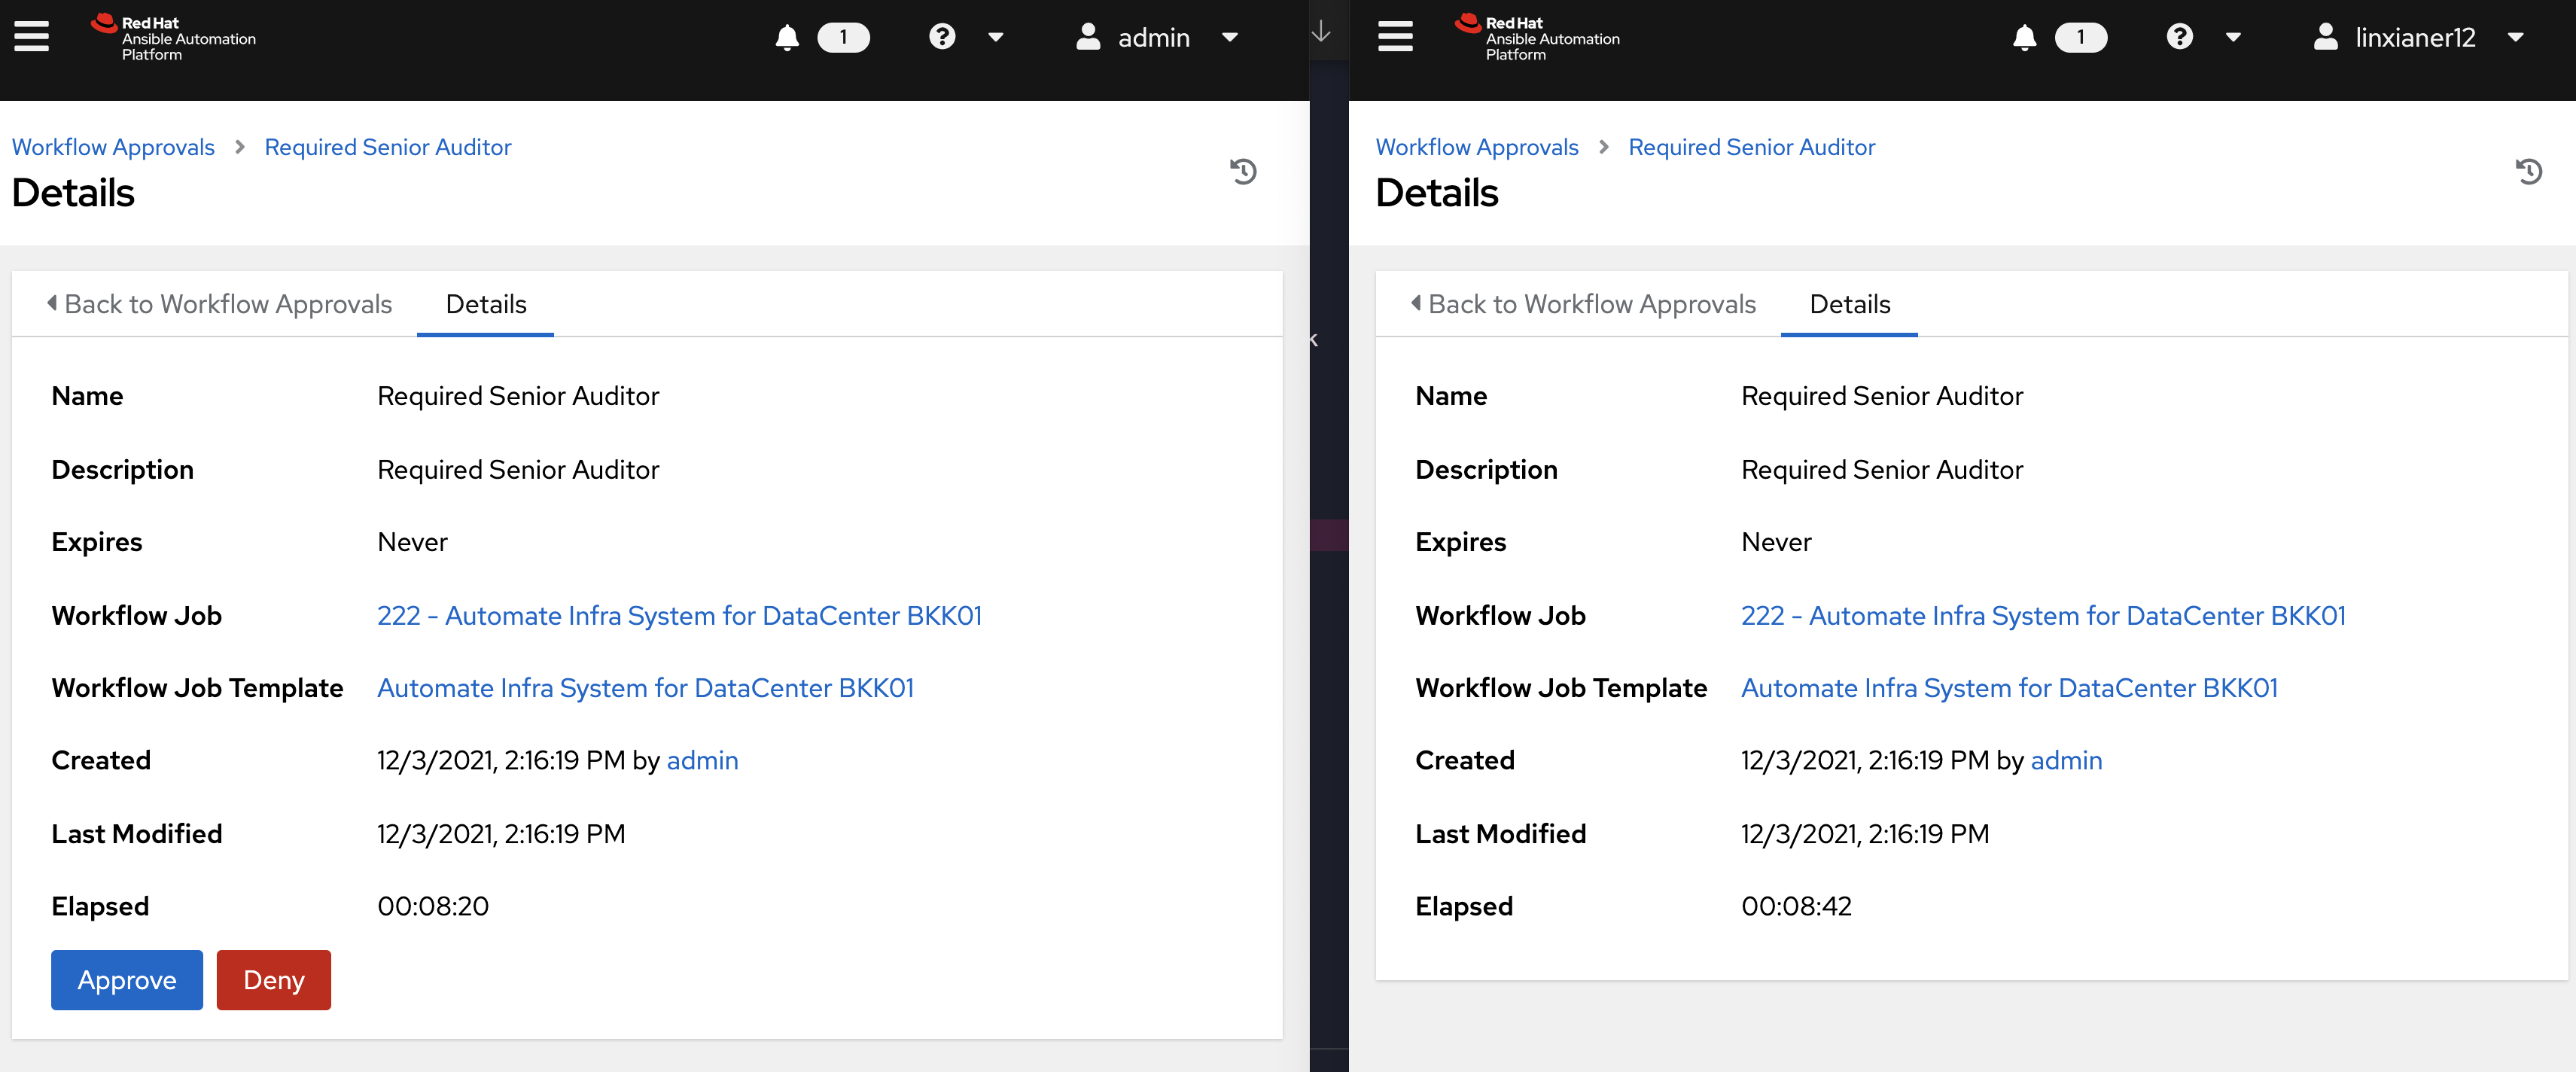 Red Hat
Ansible Automation
Platform
1
admin
Workflow Approvals
Required Senior Auditor
Details
Back to Workflow Approvals
Details
Name
Required Senior Auditor
Description
Required Senior Auditor
Expires
Never
Workflow Job
222 - Automate Infra System for DataCenter BKK01
Workflow Job Template
Automate Infra System for DataCenter BKK01
Created
12/3/2021, 2:16:19 PM by admin
Last Modified
12/3/2021, 2:16:19 PM
Elapsed
00:08:20
Approve
Deny
k
Red Hat
Ansible Automation
Platform
1
linxianer12
Workflow Approvals
Required Senior Auditor
Details
Back to Workflow Approvals
Details
Name
Required Senior Auditor
Description
Required Senior Auditor
Expires
Never
Workflow Job
222 - Automate Infra System for DataCenter BKK01
Workflow Job Template
Automate Infra System for DataCenter BKK01
Created
12/3/2021, 2:16:19 PM by admin
Last Modified
12/3/2021, 2:16:19 PM
Elapsed
00:08:42